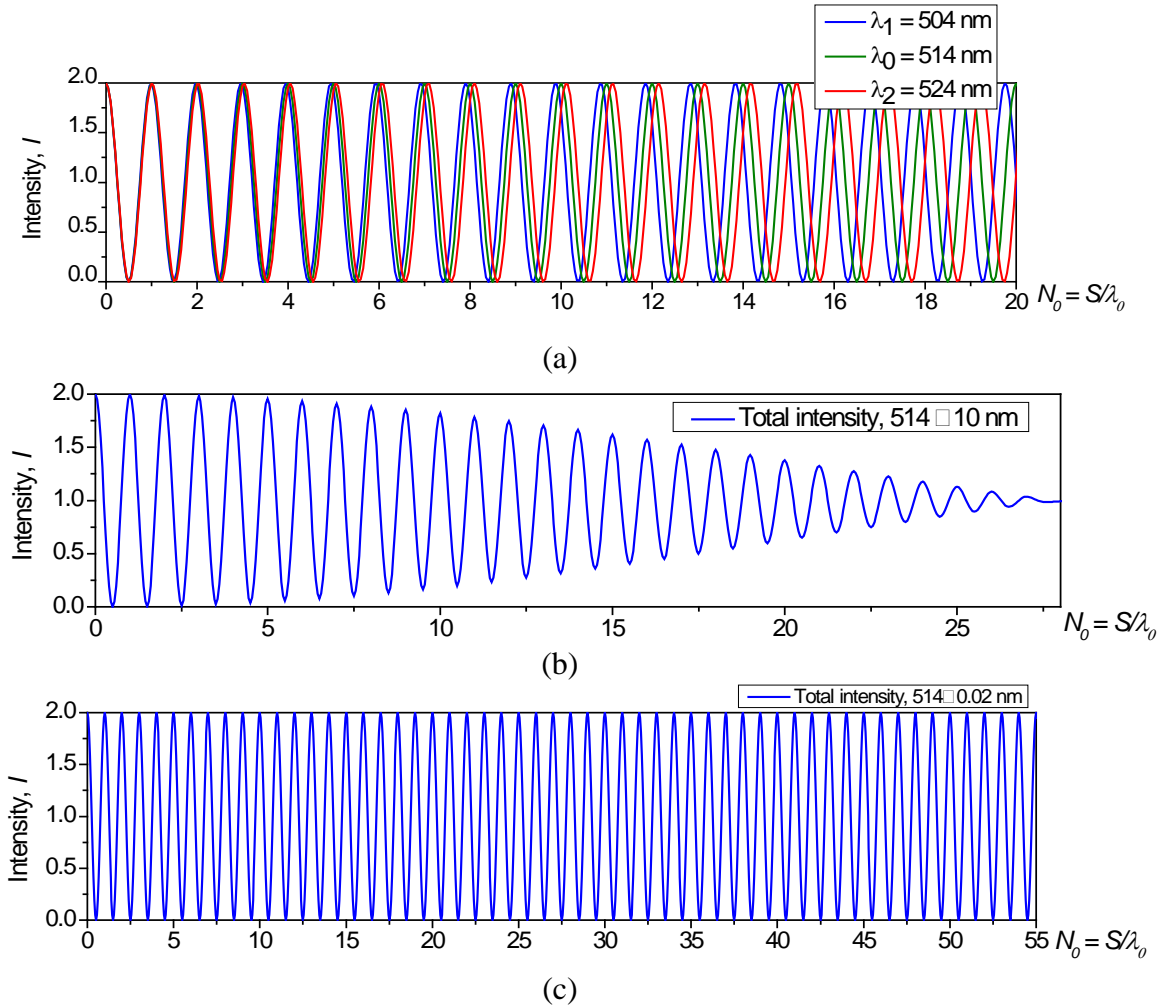 λ1 = 504 nm
λ0 = 514 nm
λ2 = 524 nm
Intensity, I
2.0
1.5
1.0
0.5
0.0
0 2 4 6 8 10 12 14 16 18 20
N0 = S/λ0
(a)
Total intensity, 514 □ 10 nm
Intensity, I
2.0
1.5
1.0
0.5
0.0
0 5 10 15 20 25
N0 = S/λ0
(b)
Total intensity, 514□ 0.02 nm
Intensity, I
2.0
1.5
1.0
0.5
0.0
0 5 10 15 20 25 30 35 40 45 50 55
N0 = S/λ0
(c)